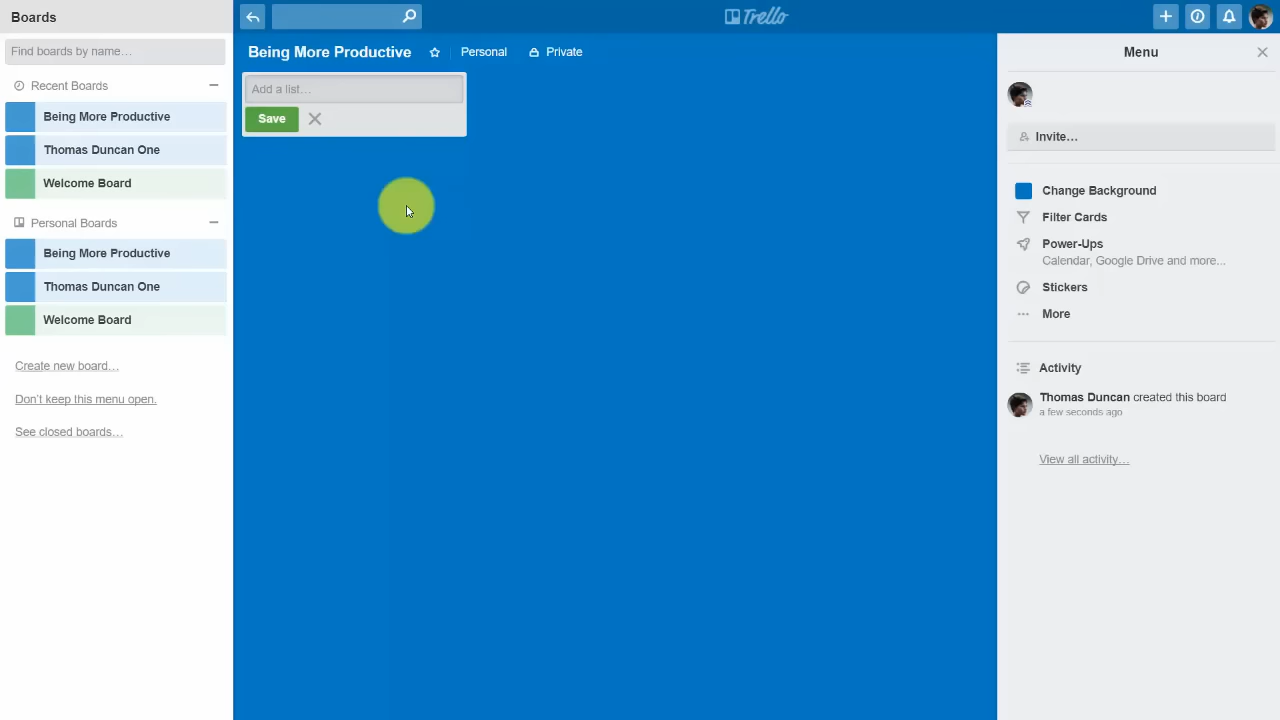 Boards
Find boards by name…
Recent Boards
Being More Productive
Thomas Duncan One
Welcome Board
Personal Boards
Being More Productive
Thomas Duncan One
Welcome Board
Create new board…
Don't keep this menu open.
See closed boards…
Trello
Being More Productive
Personal
Private
Add a list…
Save
Menu
Invite…
Change Background
Filter Cards
Power-Ups
Calendar, Google Drive and more...
Stickers
More
Activity
Thomas Duncan created this board
a few seconds ago
View all activity…